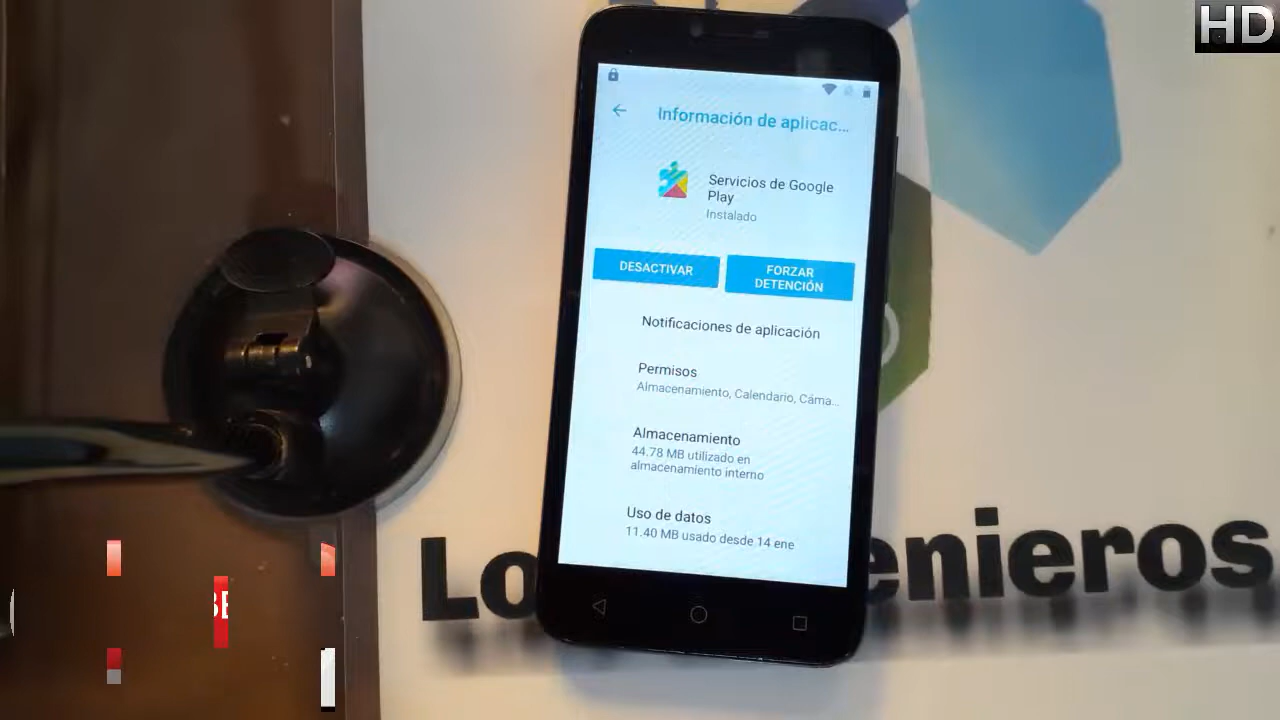 HD
Información de aplicac...
Servicios de Google
Play
Instalado
DESACTIVAR
FORZAR
DETENCIÓN
Notificaciones de aplicación
Permisos
Almacenamiento, Calendario, Cáma...
Almacenamiento
44.78 MB utilizado en
almacenamiento interno
Uso de datos
11.40 MB usado desde 14 ene
Lo enieros